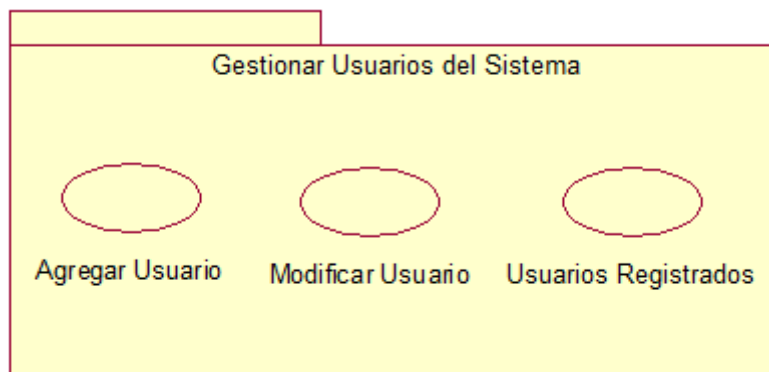 Gestionar Usuarios del Sistema
Agregar Usuario
Modificar Usuario
Usuarios Registrados